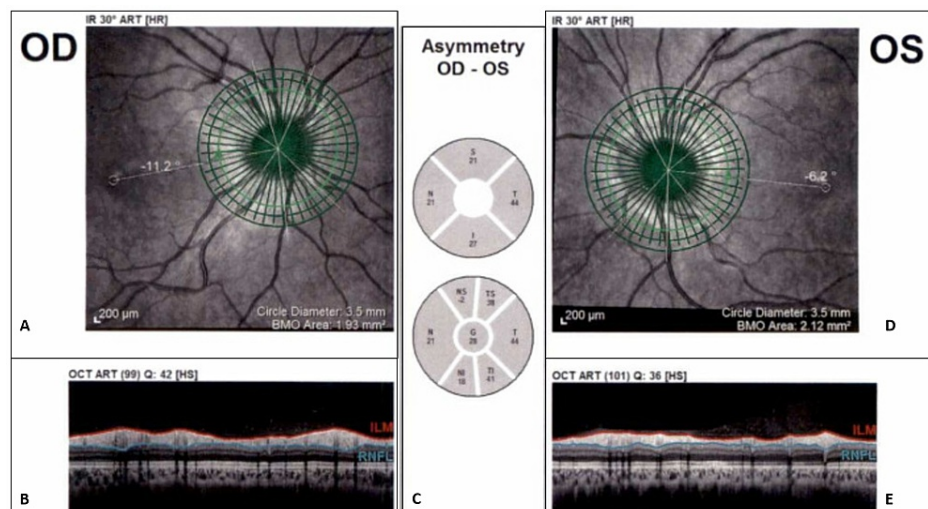 IR 30° ART [HR]
OD
-11.2 °
200 µm
Circle Diameter: 3.5 mm
BMO Area: 1.93 mm²
A
OCT ART (99) Q: 42 [HS]
ILM
RNFL
B
Asymmetry
OD - OS
S
21
N
21
T
44
I
27
NS
-2
TS
38
N
21
G
28
T
44
NI
18
TI
41
C
IR 30° ART [HR]
OS
-6.2 °
200 µm
Circle Diameter: 3.5 mm
BMO Area: 2.12 mm²
D
OCT ART (101) Q: 36 [HS]
ILM
RNFL
E